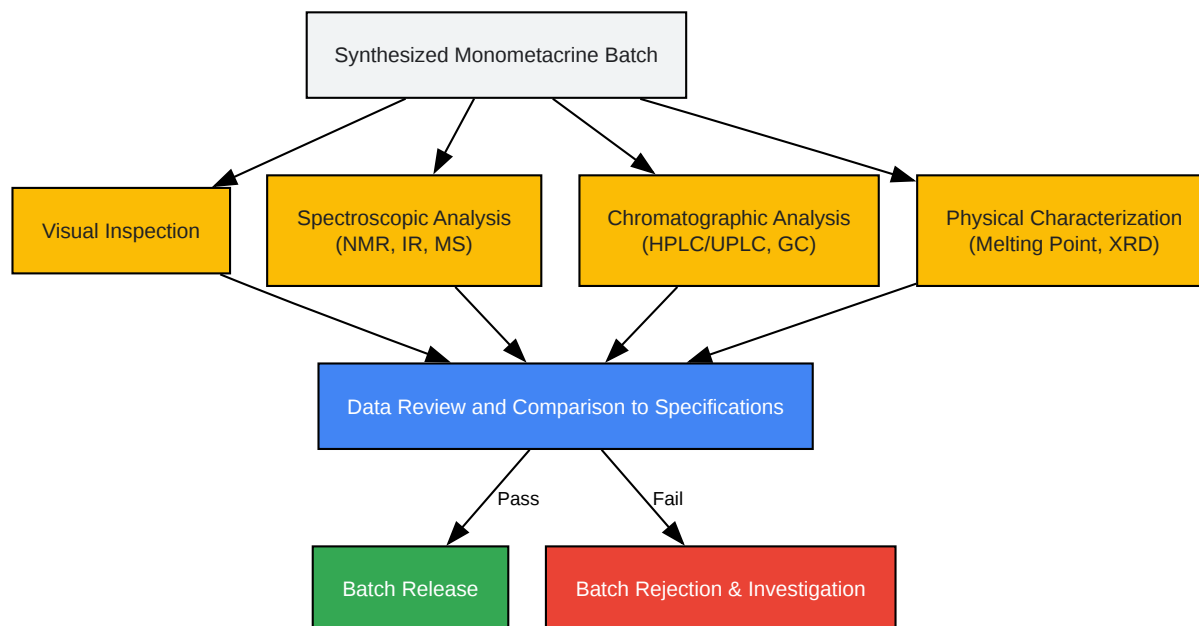 Synthesized Monometacrine Batch
Visual Inspection
Spectroscopic Analysis
(NMR, IR, MS)
Chromatographic Analysis
(HPLC/UPLC, GC)
Physical Characterization
(Melting Point, XRD)
Data Review and Comparison to Specifications
Pass
Fail
Batch Release
Batch Rejection & Investigation